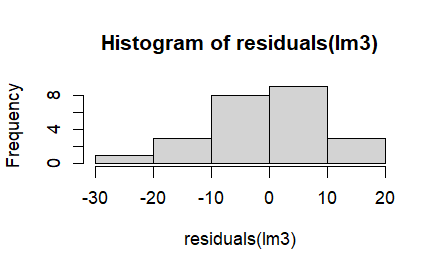 Histogram of residuals(lm3)
Frequency
8
4
0
-30 -20 -10 0 10 20
residuals(lm3)